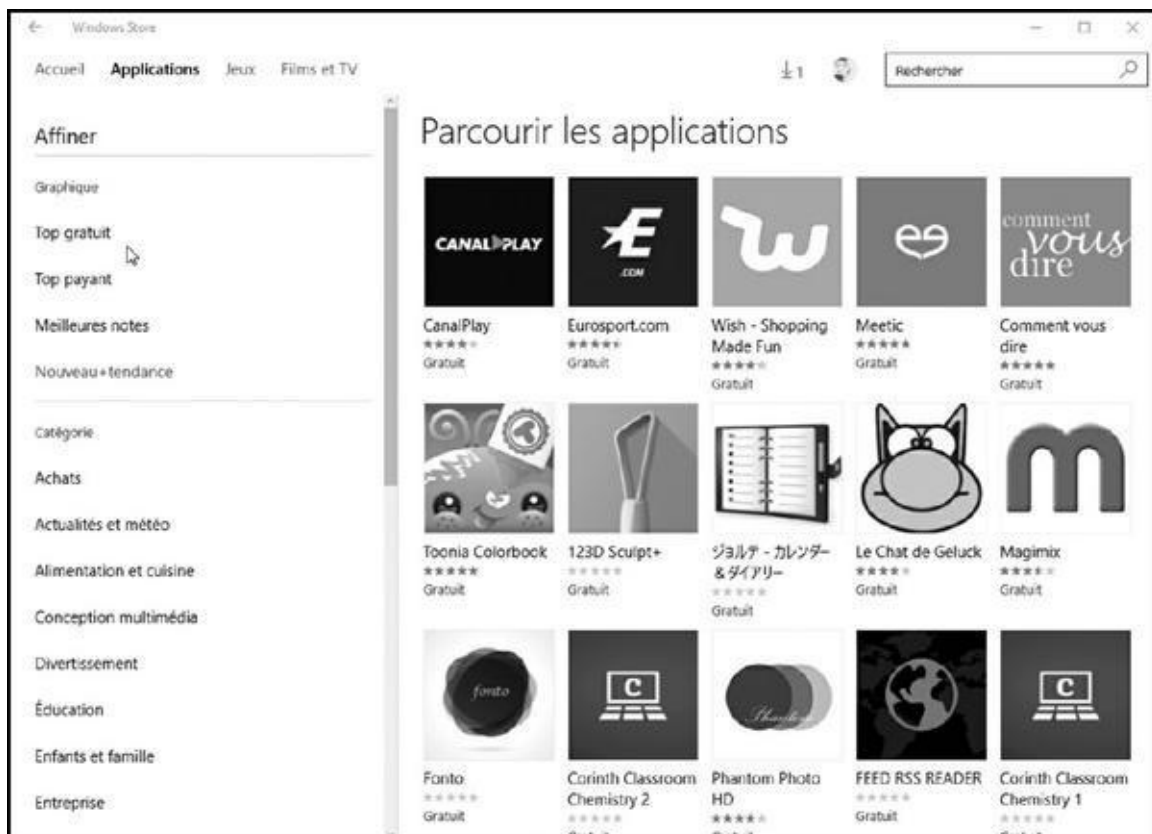 Windows Store
Accueil Applications Jeux Films et TV
1
Rechercher
Affiner
Graphique
Top gratuit
Top payant
Meilleures notes
Nouveau+tendance
Catégorie
Achats
Actualités et météo
Alimentation et cuisine
Conception multimédia
Divertissement
Éducation
Enfants et famille
Entreprise
Parcourir les applications
CANAL PLAY
CanalPlay
Gratuit
E
.COM
Eurosport.com
Gratuit
w
Wish - Shopping
Made Fun
Gratuit
Meetic
Gratuit
comment
vous
dire
Comment vous
dire
Gratuit
Toonia Colorbook
Gratuit
123D Sculpt+
Gratuit
ジョルテ - カレンダー
& ダイアリー
Gratuit
Le Chat de Geluck
Gratuit
m
Magimix
Gratuit
fonto
Fonto
Gratuit
C
Corinth Classroom
Chemistry 2
Phantom
Phantom Photo
HD
FEED RSS READER
Gratuit
C
Corinth Classroom
Chemistry 1